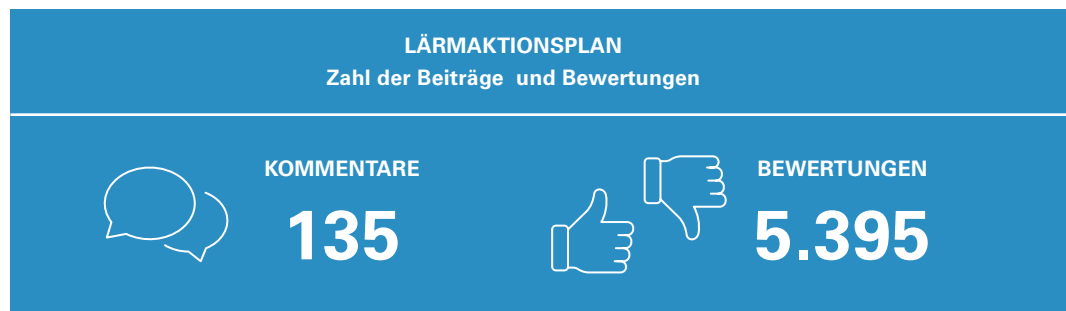 LÄRMAKTIONSPLAN
Zahl der Beiträge und Bewertungen
KOMMENTARE
135
BEWERTUNGEN
5.395